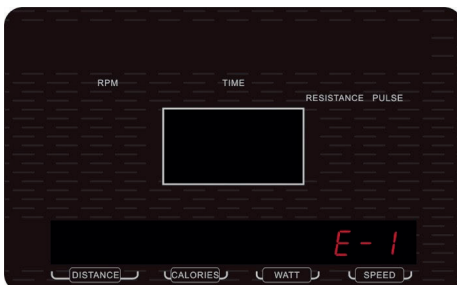 RPM TIME
RESISTANCE PULSE
E-1
DISTANCE CALORIES WATT SPEED